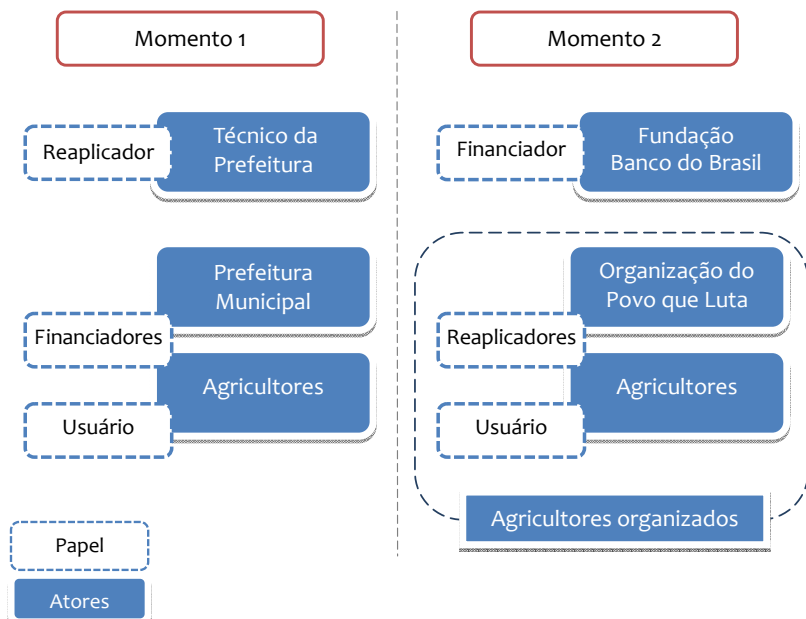 Momento 1
Reaplicador
Técnico da
Prefeitura
Prefeitura
Municipal
Financiadores
Agricultores
Usuário
Papel
Atores
Momento 2
Financiador
Fundação
Banco do Brasil
Organização do
Povo que Luta
Reaplicadores
Agricultores
Usuário
Agricultores organizados